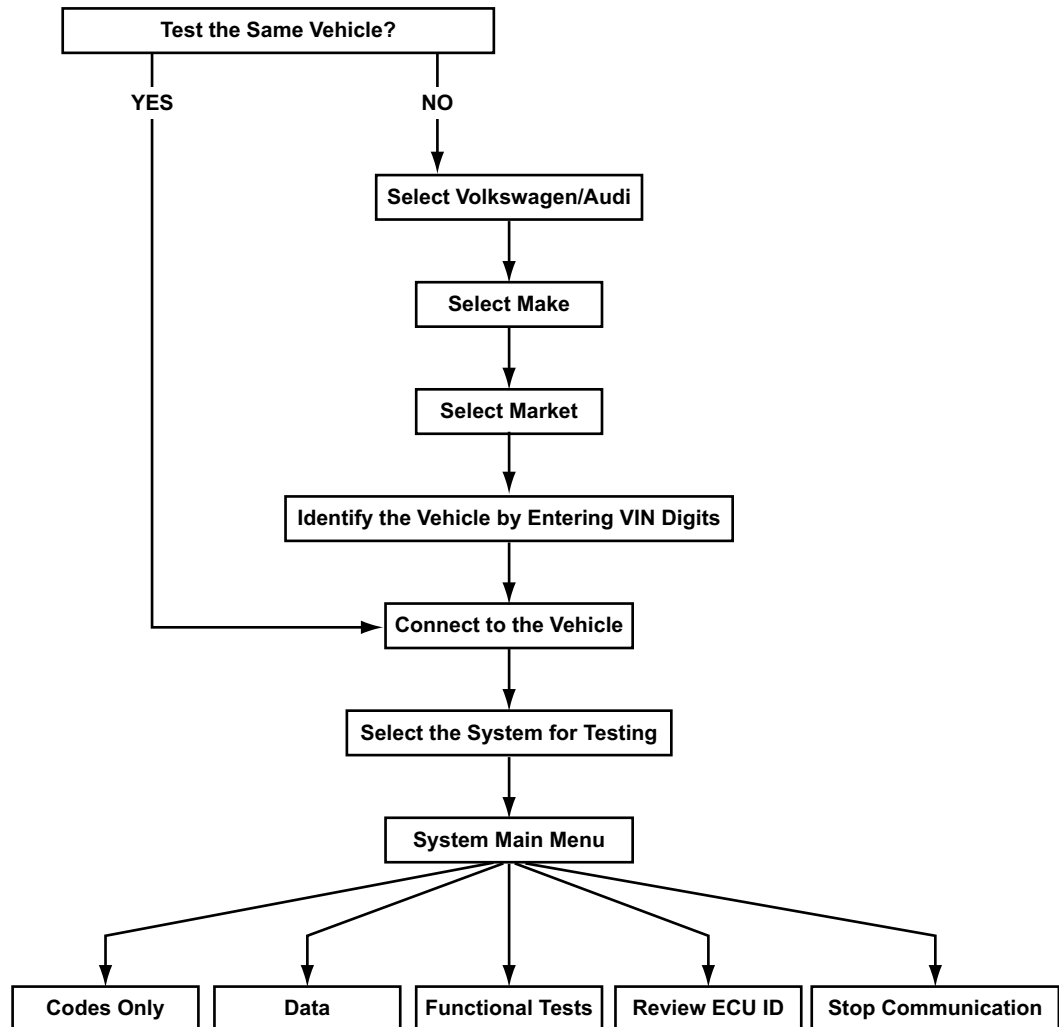 Test the Same Vehicle?
YES
NO
Select Volkswagen/Audi
Select Make
Select Market
Identify the Vehicle by Entering VIN Digits
Connect to the Vehicle
Select the System for Testing
System Main Menu
Codes Only
Data
Functional Tests
Review ECU ID
Stop Communication